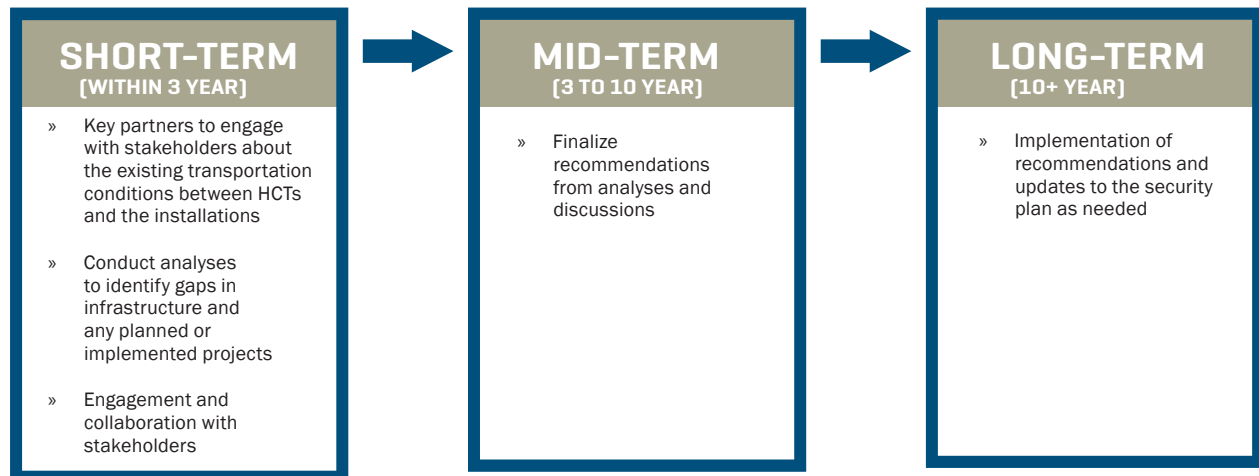 SHORT-TERM
(WITHIN 3 YEAR)
» Key partners to engage
with stakeholders about
the existing transportation
conditions between HCTs
and the installations
» Conduct analyses
to identify gaps in
infrastructure and
any planned or
implemented projects
» Engagement and
collaboration with
stakeholders
MID-TERM
(3 TO 10 YEAR)
» Finalize
recommendations
from analyses and
discussions
LONG-TERM
(10+ YEAR)
» Implementation of
recommendations and
updates to the security
plan as needed